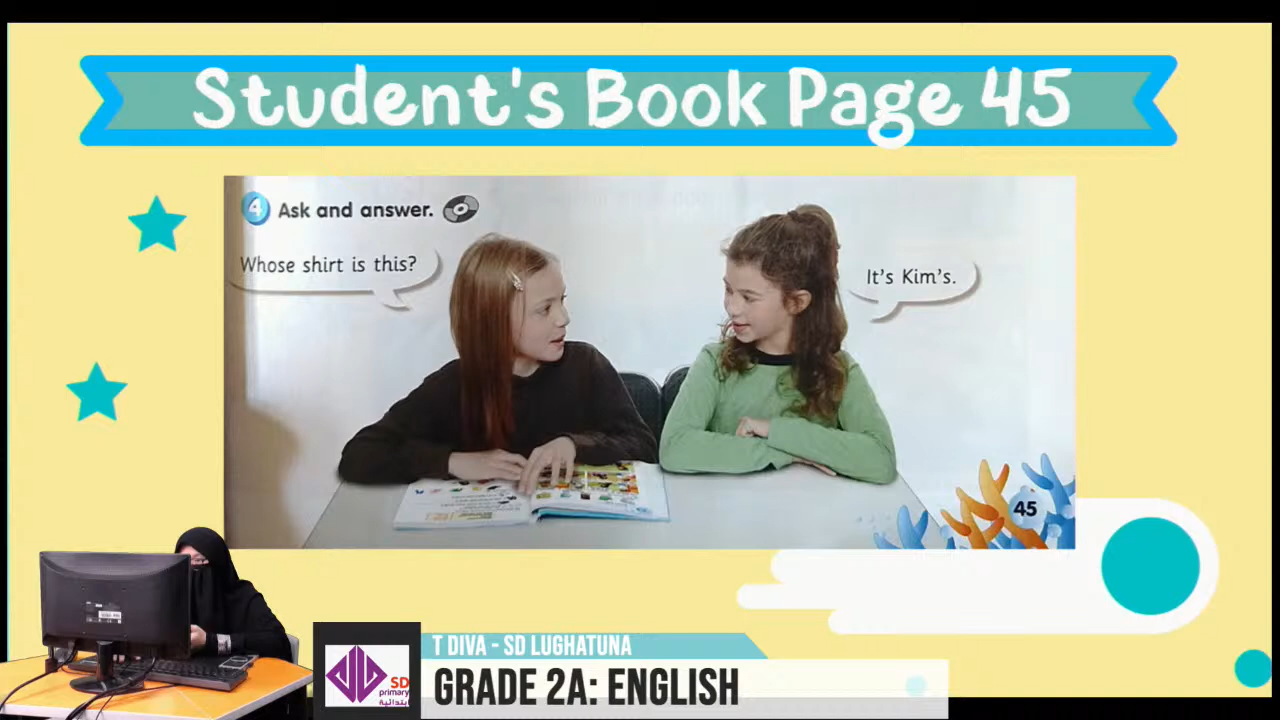 Student's Book Page 45
4 Ask and answer.
Whose shirt is this?
It's Kim's.
45
T DIVA - SD LUGHATUNA
SD
primary
ابتدائية
GRADE 2A: ENGLISH